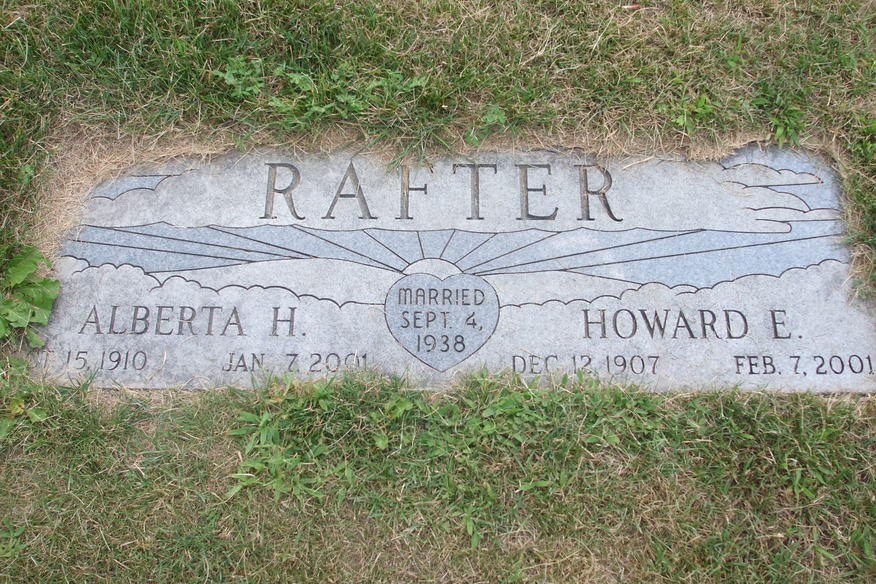 RAFTER
MARRIED
SEPT. 4,
1938
ALBERTA H.
15, 1910 JAN 7, 2001
HOWARD E.
DEC 12, 1907 FEB. 7, 2001